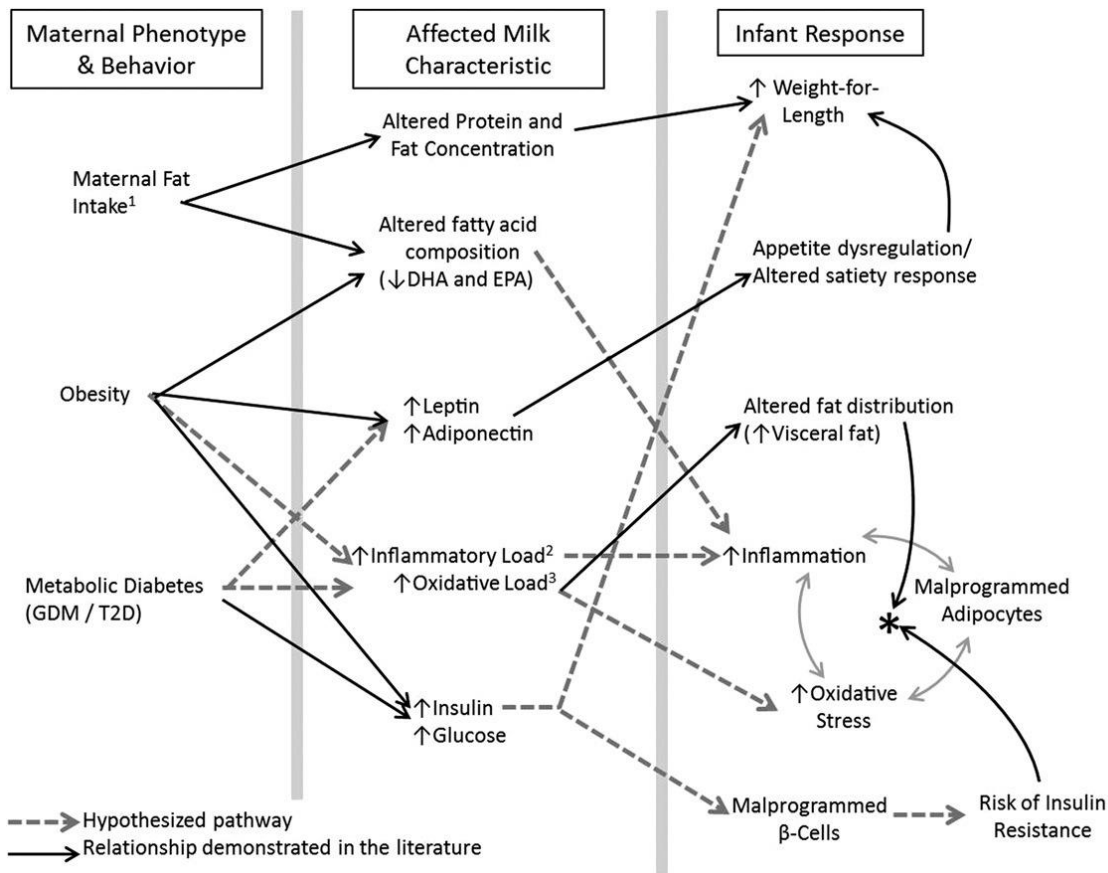 Maternal Phenotype
& Behavior
Affected Milk
Characteristic
Infant Response
Maternal Fat
Intake1
Obesity
Metabolic Diabetes
(GDM / T2D)
Altered Protein and
Fat Concentration
Altered fatty acid
composition
(↓DHA and EPA)
↑Leptin
↑Adiponectin
↑Inflammatory Load2
↑Oxidative Load3
↑Insulin
↑Glucose
↑ Weight-for-
Length
Appetite dysregulation/
Altered satiety response
Altered fat distribution
(↑Visceral fat)
↑Inflammation
Malprogrammed
Adipocytes
*
↑Oxidative
Stress
Malprogrammed
β-Cells
Risk of Insulin
Resistance
Hypothesized pathway
Relationship demonstrated in the literature